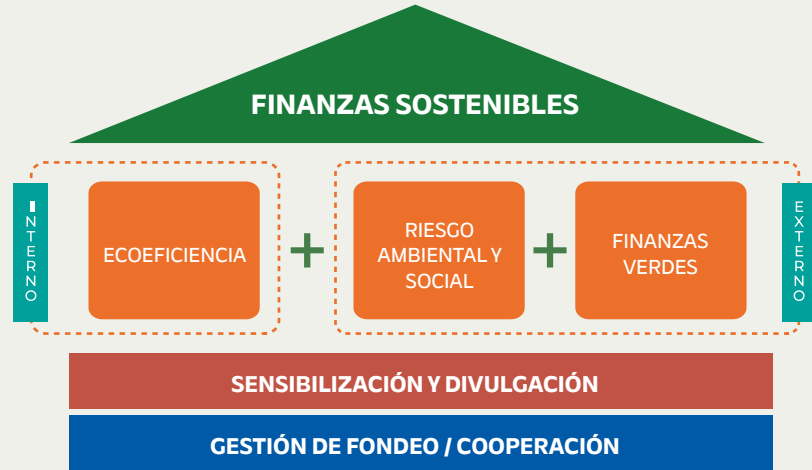 FINANZAS SOSTENIBLES
INTERNO
ECOEFICIENCIA
+
RIESGO
AMBIENTAL Y
SOCIAL
+
FINANZAS
VERDES
EXTERNO
SENSIBILIZACIÓN Y DIVULGACIÓN
GESTIÓN DE FONDEO / COOPERACIÓN